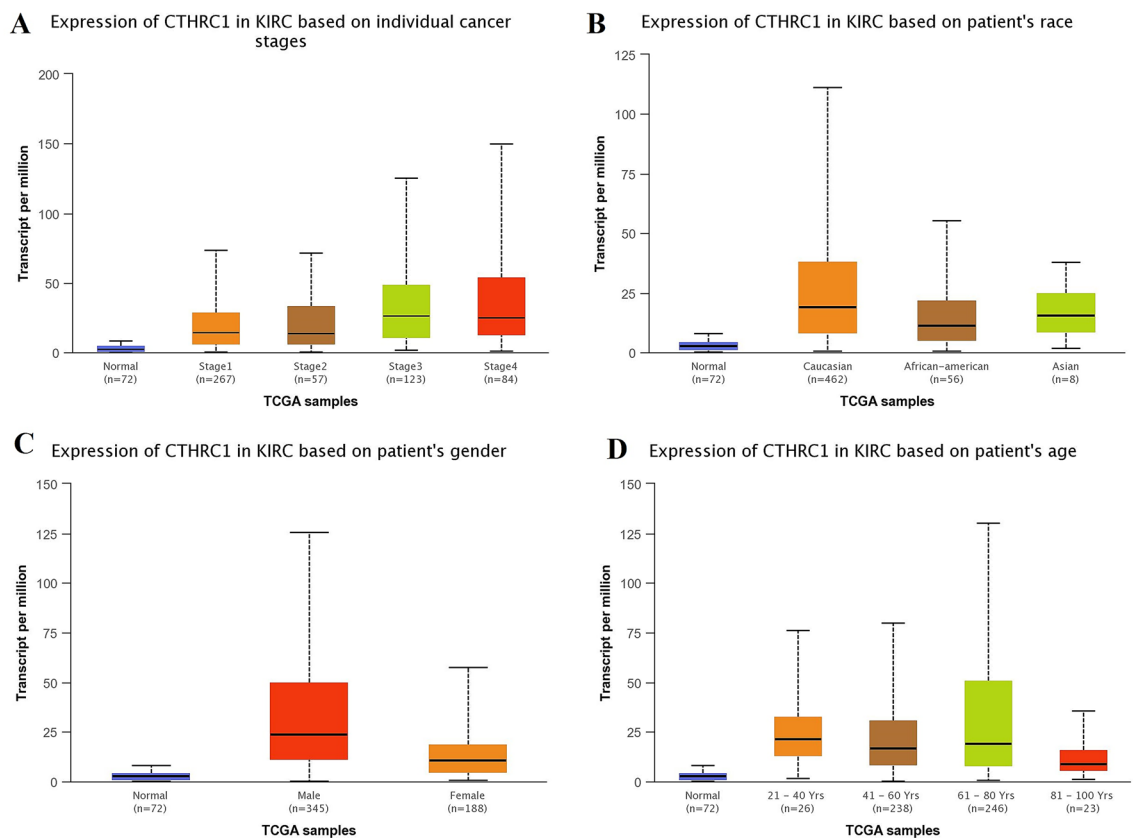 A
Expression of CTHRC1 in KIRC based on individual cancer
stages
Transcript per million
200
150
100
50
0
Normal
(n=72)
Stage1
(n=267)
Stage2
(n=57)
Stage3
(n=123)
Stage4
(n=84)
TCGA samples
B
Expression of CTHRC1 in KIRC based on patient's race
Transcript per million
125
100
75
50
25
0
Normal
(n=72)
Caucasian
(n=462)
African-american
(n=56)
Asian
(n=8)
TCGA samples
C
Expression of CTHRC1 in KIRC based on patient's gender
Transcript per million
150
125
100
75
50
25
0
Normal
(n=72)
Male
(n=345)
Female
(n=188)
TCGA samples
D
Expression of CTHRC1 in KIRC based on patient's age
Transcript per million
150
125
100
75
50
25
0
Normal
(n=72)
21 - 40 Yrs
(n=26)
41 - 60 Yrs
(n=238)
61 - 80 Yrs
(n=246)
81 - 100 Yrs
(n=23)
TCGA samples